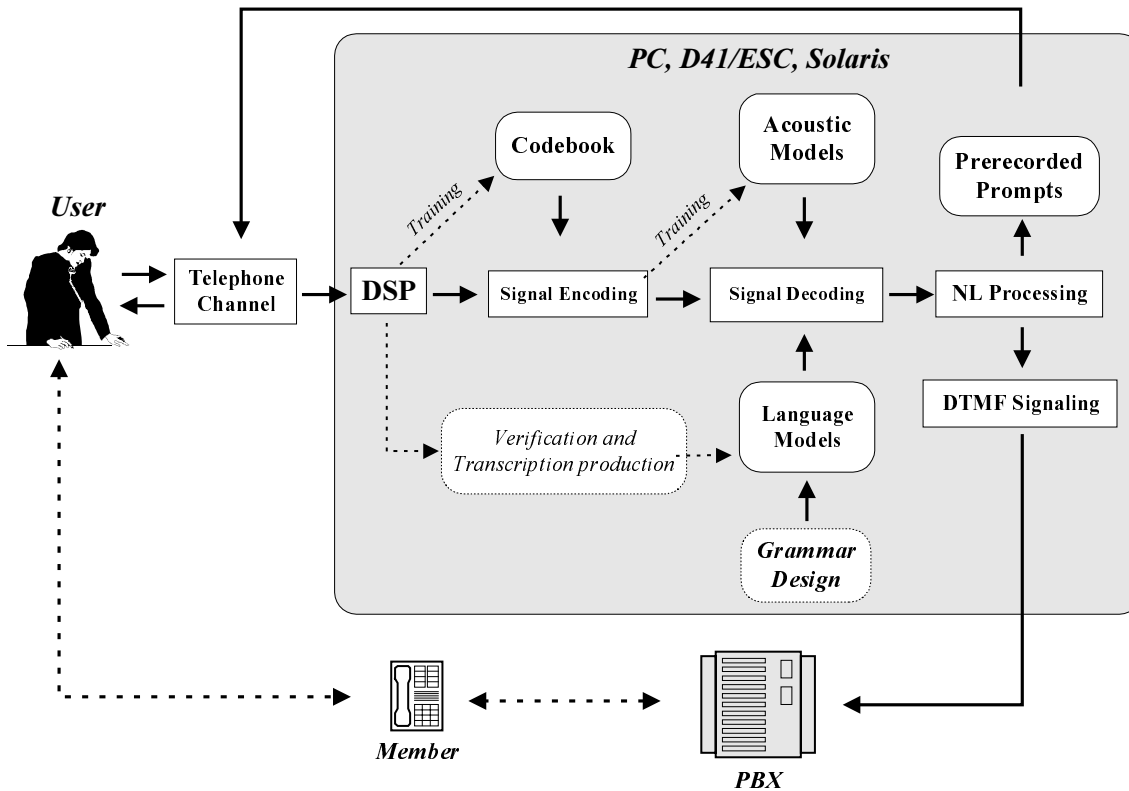 PC, D41/ESC, Solaris
Codebook
Acoustic
Models
Prerecorded
Prompts
Training
Training
User
Telephone
Channel
DSP
Signal Encoding
Signal Decoding
NL Processing
Verification and
Transcription production
Language
Models
DTMF Signaling
Grammar
Design
Member
PBX